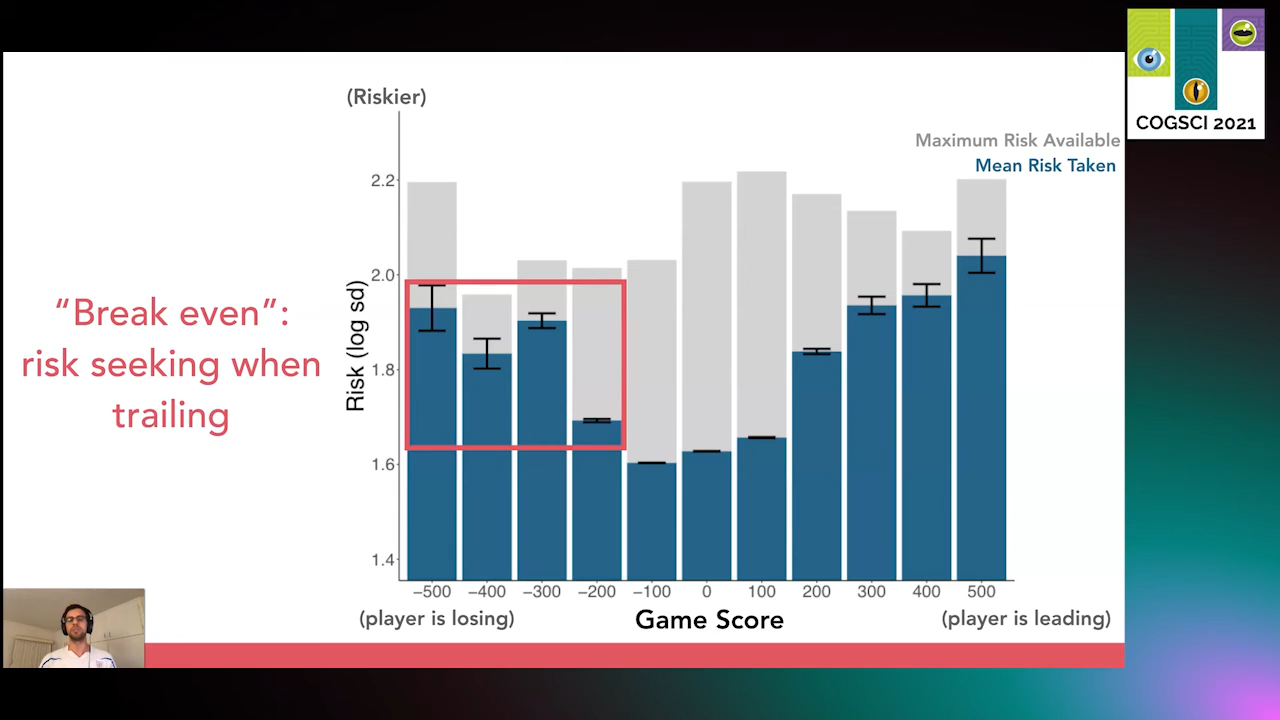 (Riskier)
COGSCI 2021
Maximum Risk Available
Mean Risk Taken
2.2
2.0
1.8
1.6
1.4
Risk (log sd)
“Break even”:
risk seeking when
trailing
−500 −400 −300 −200 −100 0 100 200 300 400 500
(player is losing) Game Score (player is leading)